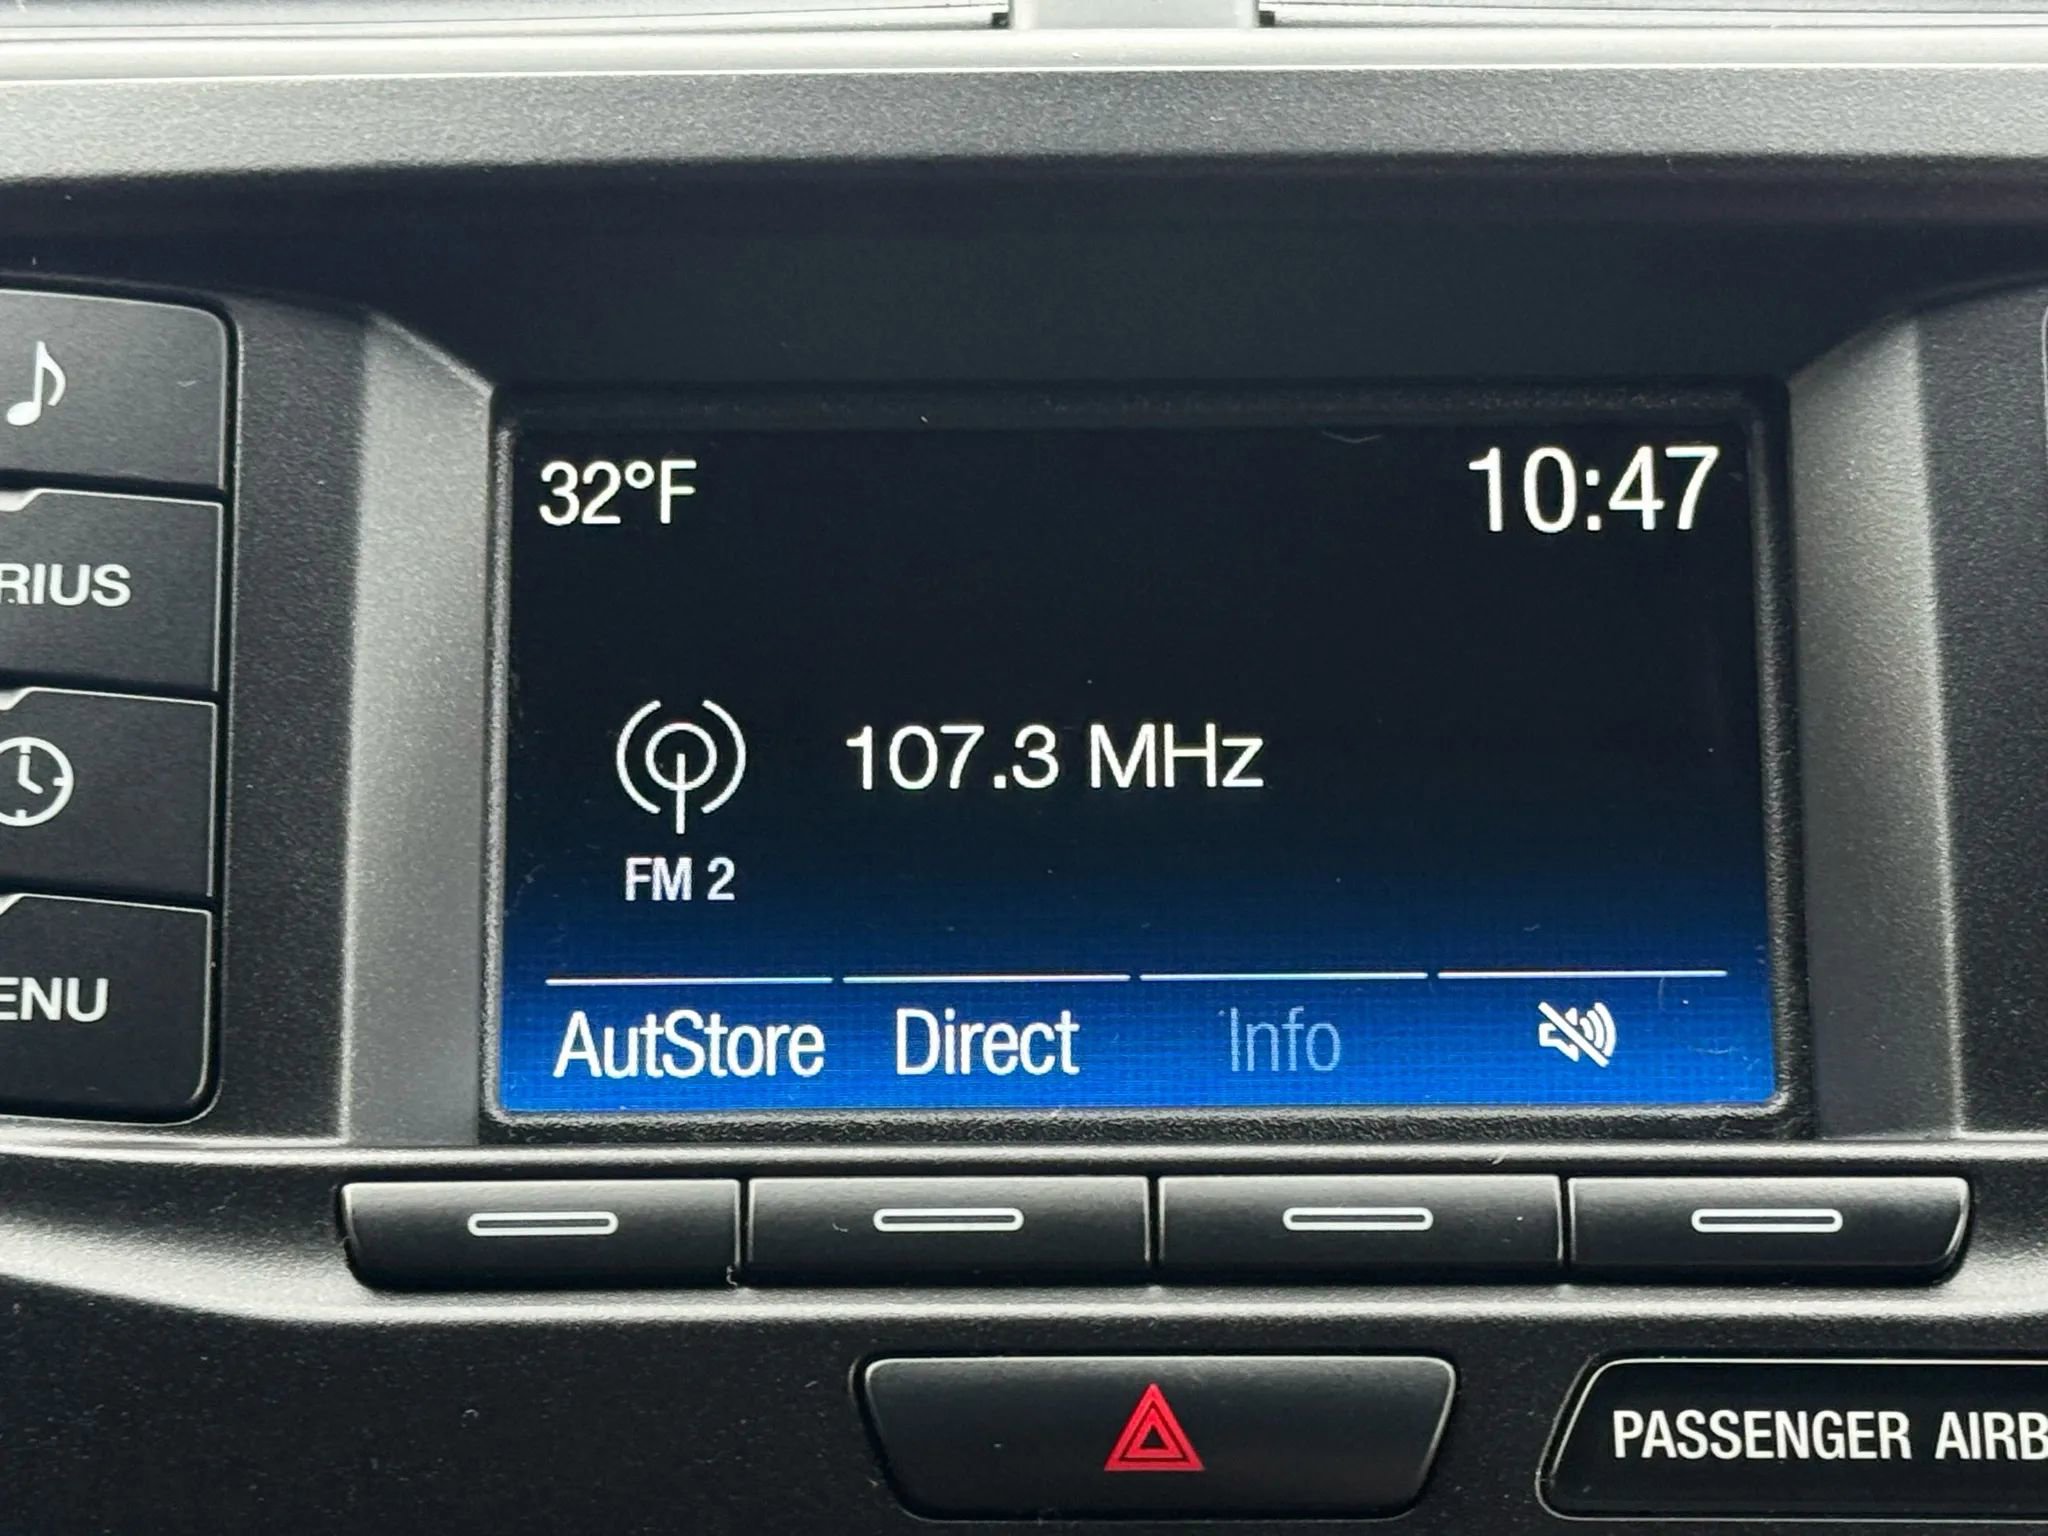 32°F
10:47
RIUS
107.3 MHz
FM 2
ENU
AutStore
Direct
Info
PASSENGER AIRB